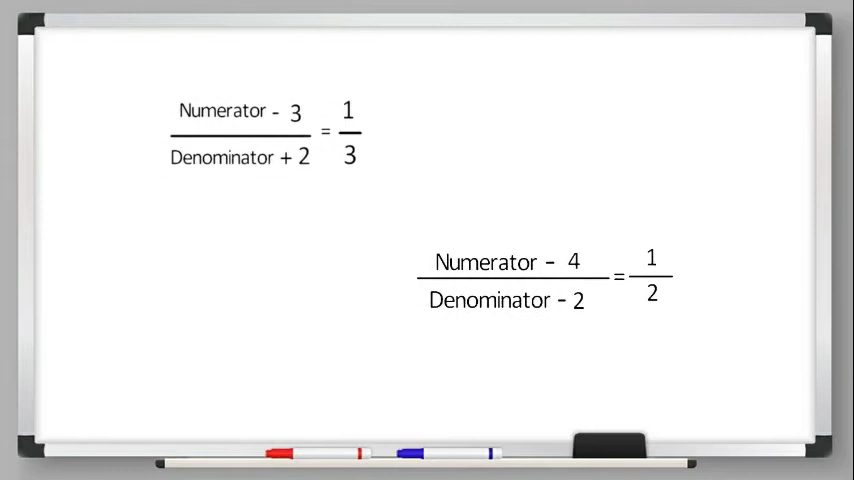 Numerator - 3
Denominator + 2
= 1
3
Numerator - 4
Denominator - 2
= 1
2